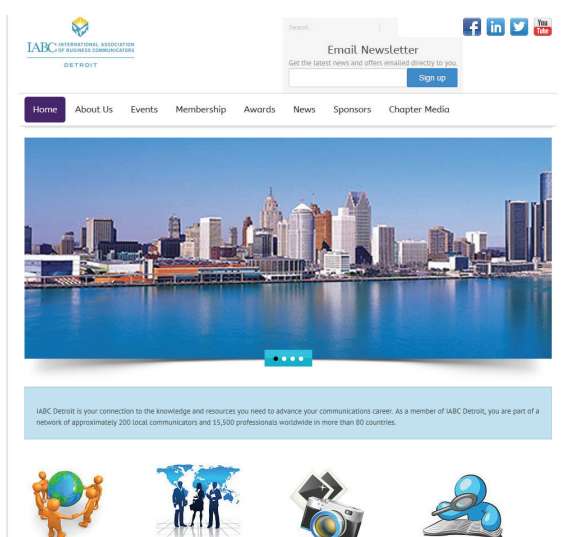 IABC INTERNATIONAL ASSOCIATION
OF BUSINESS COMMUNICATORS
DETROIT
Search...
You
Tube
f in
Email Newsletter
Get the latest news and offers emailed directly to you.
Sign up
Home About Us Events Membership Awards News Sponsors Chapter Media
IABC Detroit is your connection to the knowledge and resources you need to advance your communications career. As a member of IABC Detroit, you are part of a
network of approximately 200 local communicators and 15,500 professionals worldwide in more than 80 countries.